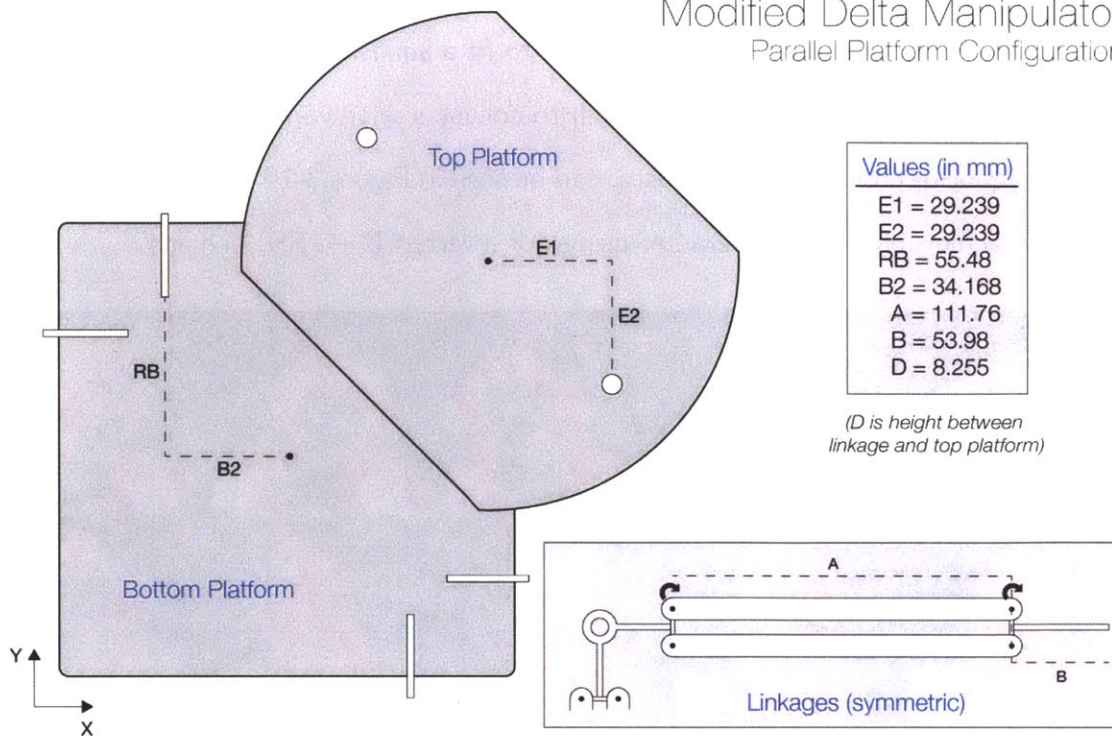 Modified Delta Manipulato
Parallel Platform Configuration
Top Platform
E1
E2
RB
B2
Bottom Platform
Y
X
Values (in mm)
E1 = 29.239
E2 = 29.239
RB = 55.48
B2 = 34.168
A = 111.76
B = 53.98
D = 8.255
(D is height between
linkage and top platform)
A
B
Linkages (symmetric)